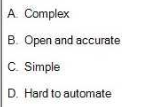 A. Complex
B. Open and accurate
C. Simple
D. Hard to automate